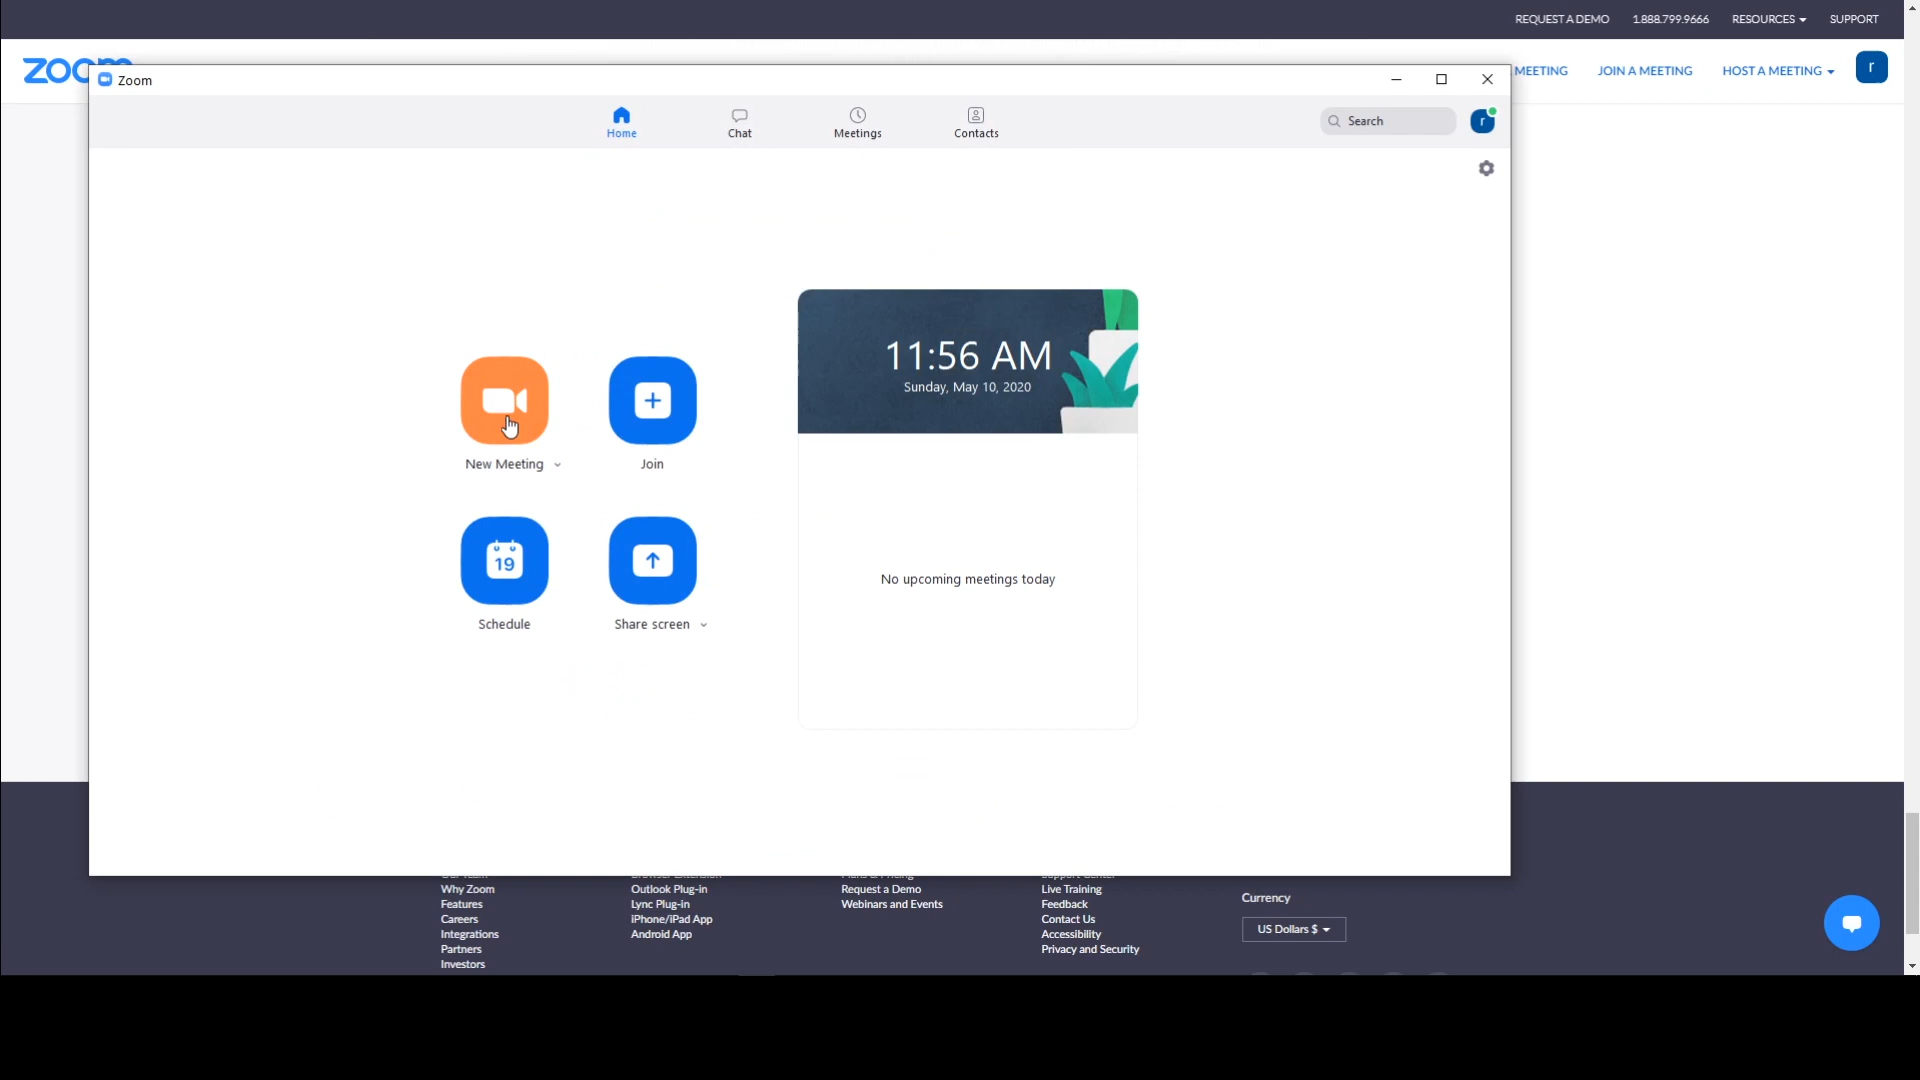 REQUEST A DEMO 1.888.799.9666 RESOURCES SUPPORT
zoom
MEETING JOIN A MEETING HOST A MEETING r
Zoom
Home Chat Meetings Contacts
Search r
11:56 AM
Sunday, May 10, 2020
New Meeting Join
19
Schedule Share screen
No upcoming meetings today
Why Zoom
Features
Careers
Integrations
Partners
Investors
Outlook Plug-in
Lync Plug-in
iPhone/iPad App
Android App
Request a Demo
Webinars and Events
Live Training
Feedback
Contact Us
Accessibility
Privacy and Security
Currency
US Dollars $